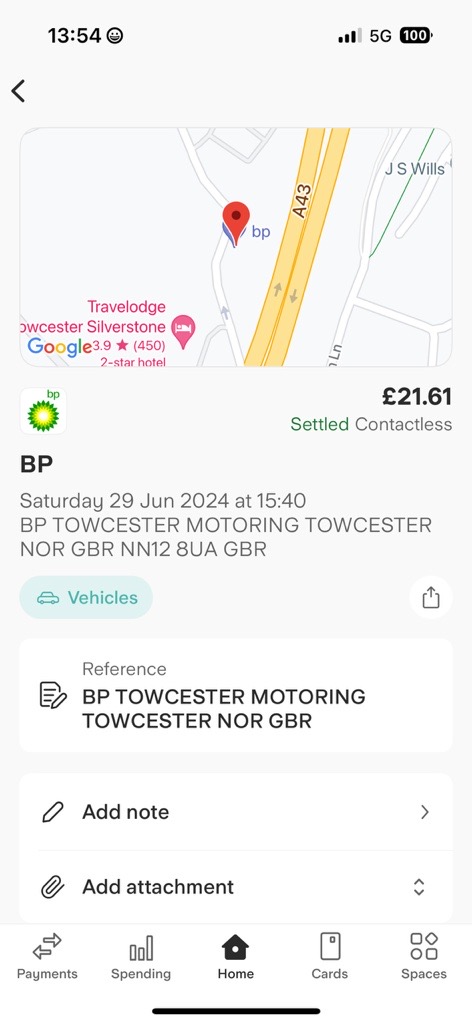 13:54
5G
100
J S Wills
A43
bp
Travelodge
owcester Silverstone
3.9 ★ (450)
2-star hotel
Google
n Ln
bp
£21.61
Settled Contactless
BP
Saturday 29 Jun 2024 at 15:40
BP TOWCESTER MOTORING TOWCESTER
NOR GBR NN12 8UA GBR
Vehicles
Reference
BP TOWCESTER MOTORING
TOWCESTER NOR GBR
Add note
Add attachment
Payments
Spending
Home
Cards
Spaces